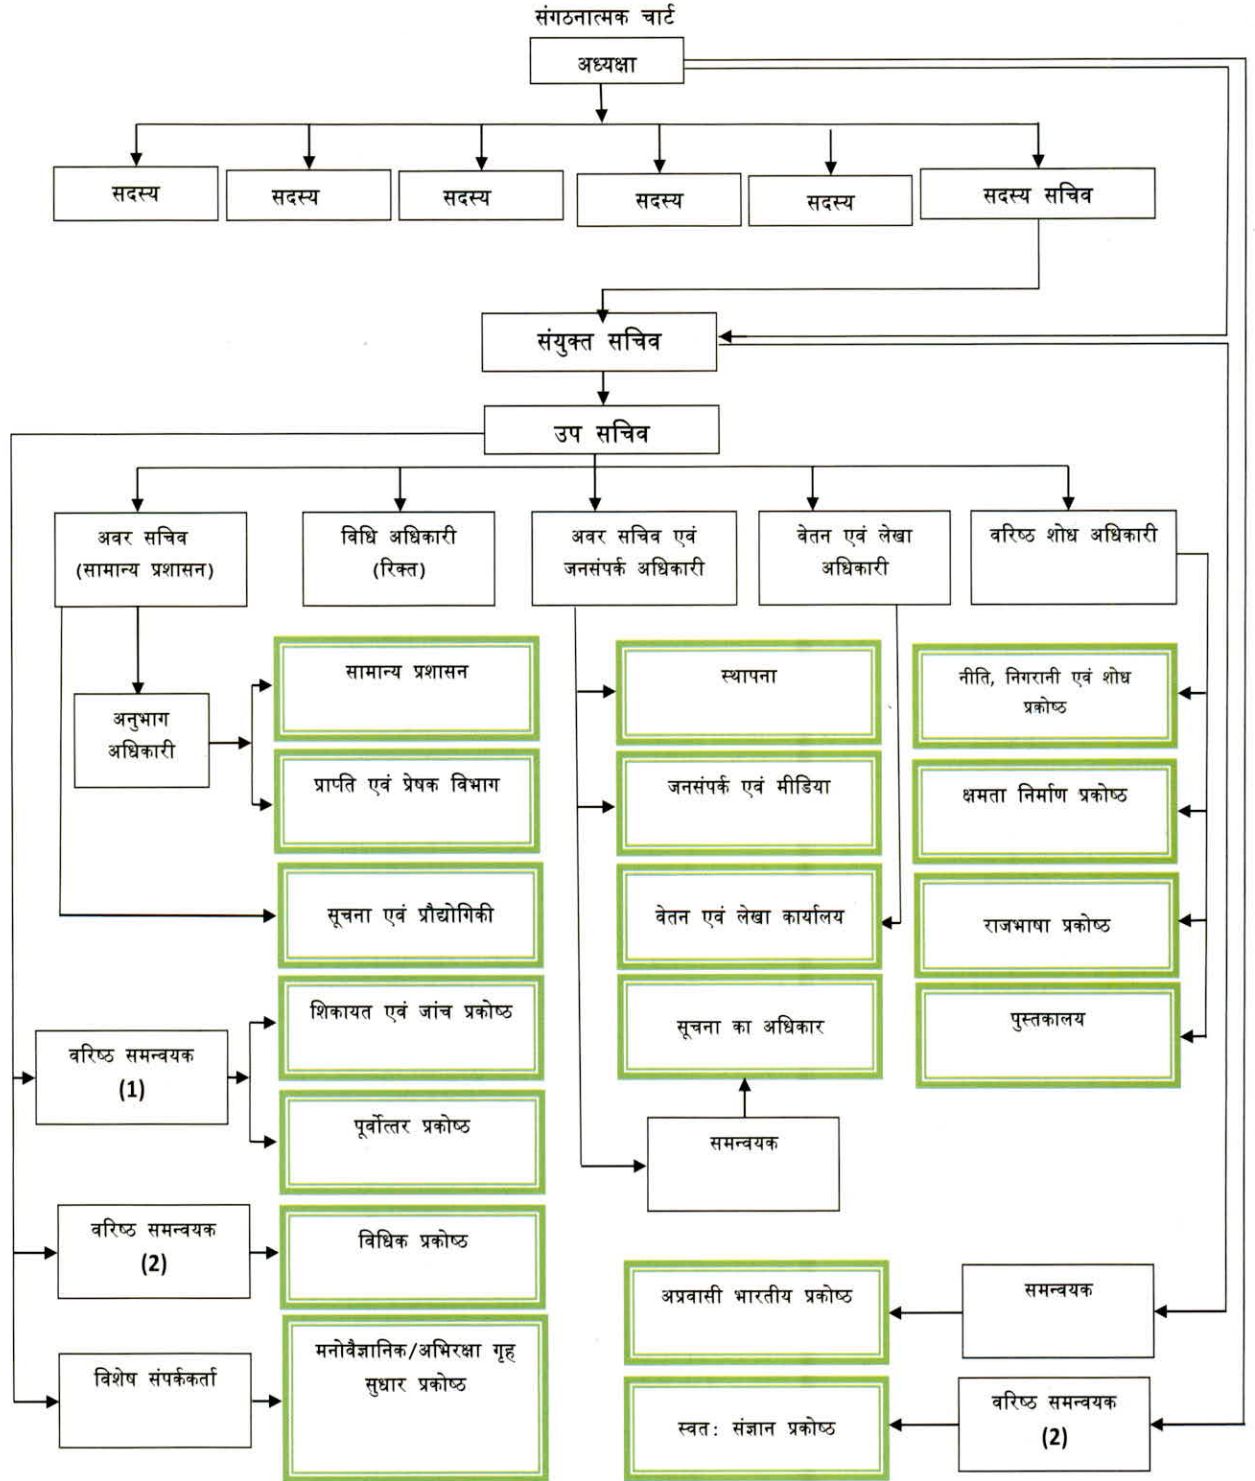 संगठनात्मक चार्ट
अध्यक्षा
सदस्य
सदस्य
सदस्य
सदस्य
सदस्य
सदस्य सचिव
संयुक्त सचिव
उप सचिव
अवर सचिव
(सामान्य प्रशासन)
विधि अधिकारी
(रिक्त)
अवर सचिव एवं
जनसंपर्क अधिकारी
वेतन एवं लेखा
अधिकारी
वरिष्ठ शोध अधिकारी
अनुभाग
अधिकारी
सामान्य प्रशासन
प्राप्ति एवं प्रेषक विभाग
सूचना एवं प्रौद्योगिकी
स्थापना
जनसंपर्क एवं मीडिया
वेतन एवं लेखा कार्यालय
सूचना का अधिकार
समन्वयक
नीति, निगरानी एवं शोध
प्रकोष्ठ
क्षमता निर्माण प्रकोष्ठ
राजभाषा प्रकोष्ठ
पुस्तकालय
वरिष्ठ समन्वयक
(1)
शिकायत एवं जांच प्रकोष्ठ
पूर्वोत्तर प्रकोष्ठ
वरिष्ठ समन्वयक
(2)
विधिक प्रकोष्ठ
विशेष संपर्ककर्ता
मनोवैज्ञानिक/अभिरक्षा गृह
सुधार प्रकोष्ठ
अप्रवासी भारतीय प्रकोष्ठ
समन्वयक
स्वत: संज्ञान प्रकोष्ठ
वरिष्ठ समन्वयक
(2)